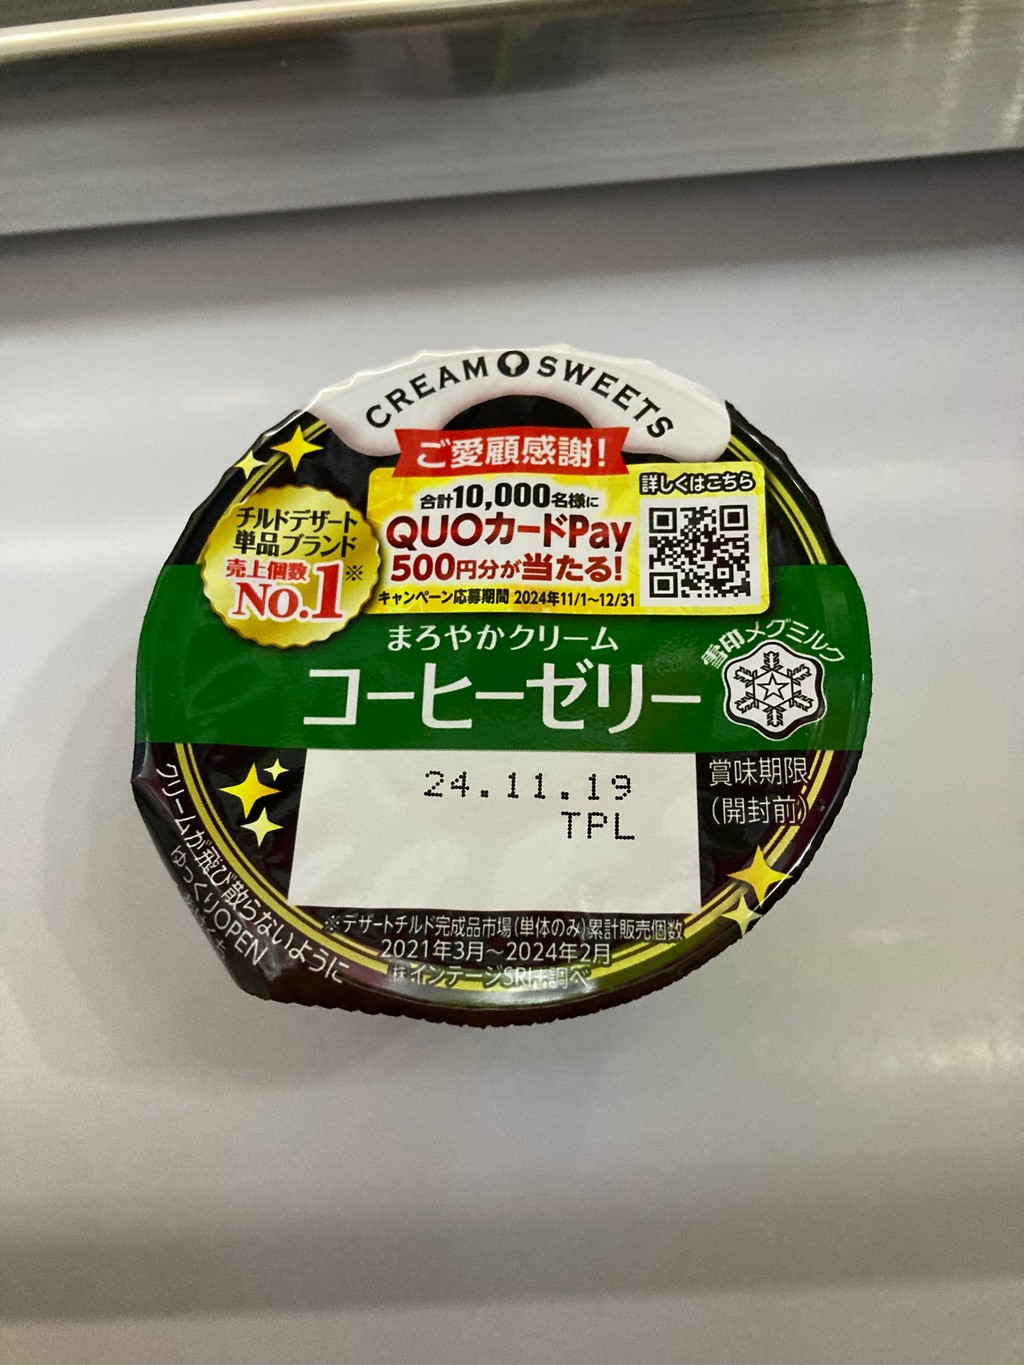 CREAM SWEETS
ご愛顧感謝!
合計10,000名様に
QUOカードPay
500円分が当たる!
キャンペーン応募期間 2024年11/1～12/31
詳しくはこちら
チルドデザート
単品ブランド
売上個数※
No.1
まろやかクリーム
コーヒーゼリー
雪印メグミルク
24.11.19
TPL
賞味期限
(開封前)
クリームが飛び散らないように
ゆっくりOPEN
※デザートチルド完成品市場(単体のみ)累計販売個数
2021年3月～2024年2月
㈱インテージSRI+調べ